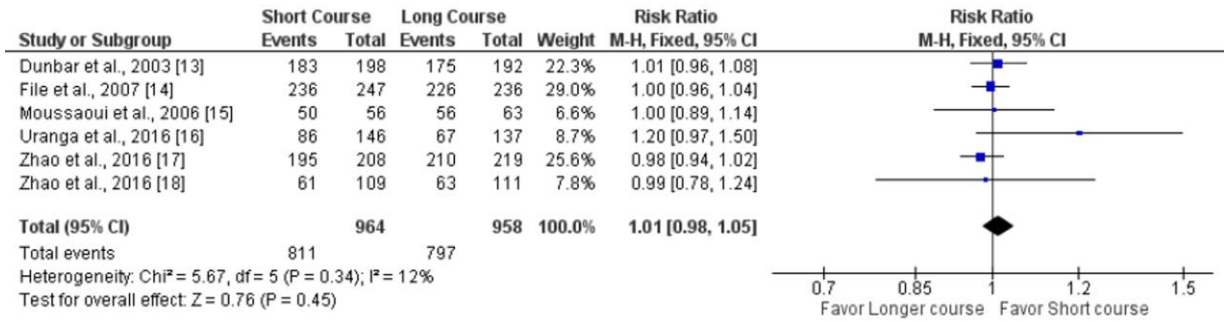 Short Course Long Course Risk Ratio Risk Ratio
Study or Subgroup Events Total Events Total Weight M-H, Fixed, 95% CI M-H, Fixed, 95% CI
Dunbar et al., 2003 [13] 183 198 175 192 22.3% 1.01 [0.96, 1.08]
File et al., 2007 [14] 236 247 226 236 29.0% 1.00 [0.96, 1.04]
Moussaoui et al., 2006 [15] 50 56 56 63 6.6% 1.00 [0.89, 1.14]
Uranga et al., 2016 [16] 86 146 67 137 8.7% 1.20 [0.97, 1.50]
Zhao et al., 2016 [17] 195 208 210 219 25.6% 0.98 [0.94, 1.02]
Zhao et al., 2016 [18] 61 109 63 111 7.8% 0.99 [0.78, 1.24]
Total (95% CI) 964 958 100.0% 1.01 [0.98, 1.05]
Total events 811 797
Heterogeneity: Chi² = 5.67, df = 5 (P = 0.34); I² = 12%
Test for overall effect: Z = 0.76 (P = 0.45)
0.7 0.85 1 1.2 1.5
Favor Longer course Favor Short course